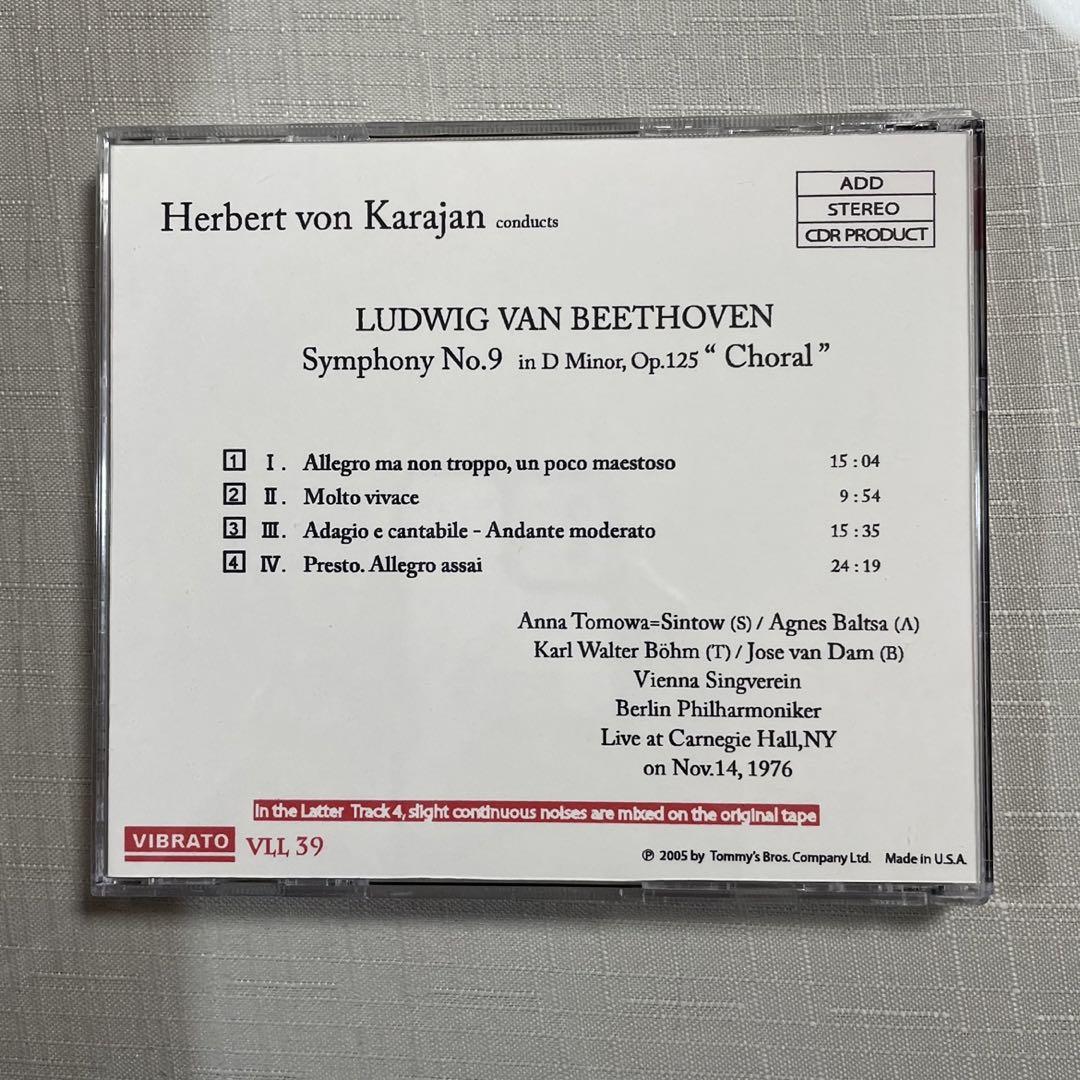 Herbert von Karajan conducts
ADD
STEREO
CDR PRODUCT
LUDWIG VAN BEETHOVEN
Symphony No.9 in D Minor, Op.125 “ Choral ”
1 I. Allegro ma non troppo, un poco maestoso 15:04
2 II. Molto vivace 9:54
3 III. Adagio e cantabile - Andante moderato 15:35
4 IV. Presto. Allegro assai 24:19
Anna Tomowa=Sintow (S) / Agnes Baltsa (A)
Karl Walter Böhm (T) / Jose van Dam (B)
Vienna Singverein
Berlin Philharmoniker
Live at Carnegie Hall,NY
on Nov.14, 1976
In the Latter Track 4, slight continuous noises are mixed on the original tape
VIBRATO VLL 39
℗ 2005 by Tommy's Bros. Company Ltd. Made in U.S.A.